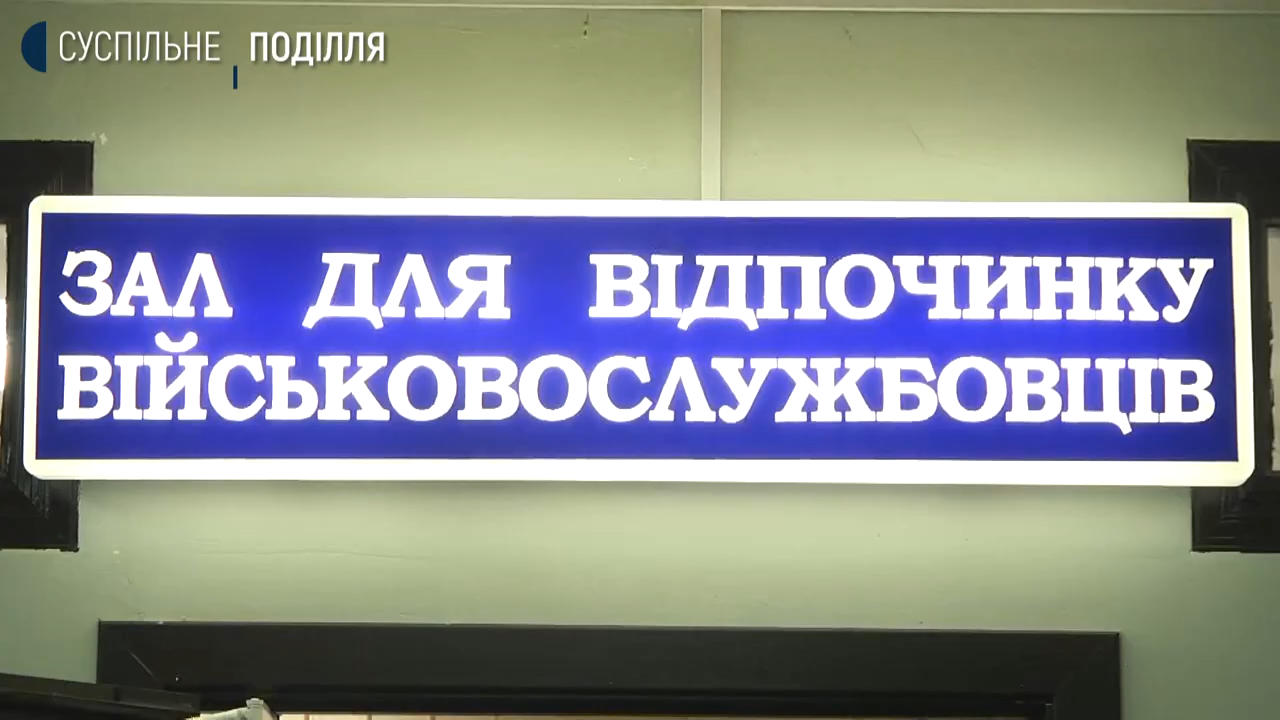 СУСПІЛЬНЕ ПОДІЛЛЯ
ЗАЛ ДЛЯ ВІДПОЧИНКУ
ВІЙСЬКОВОСЛУЖБОВЦІВ